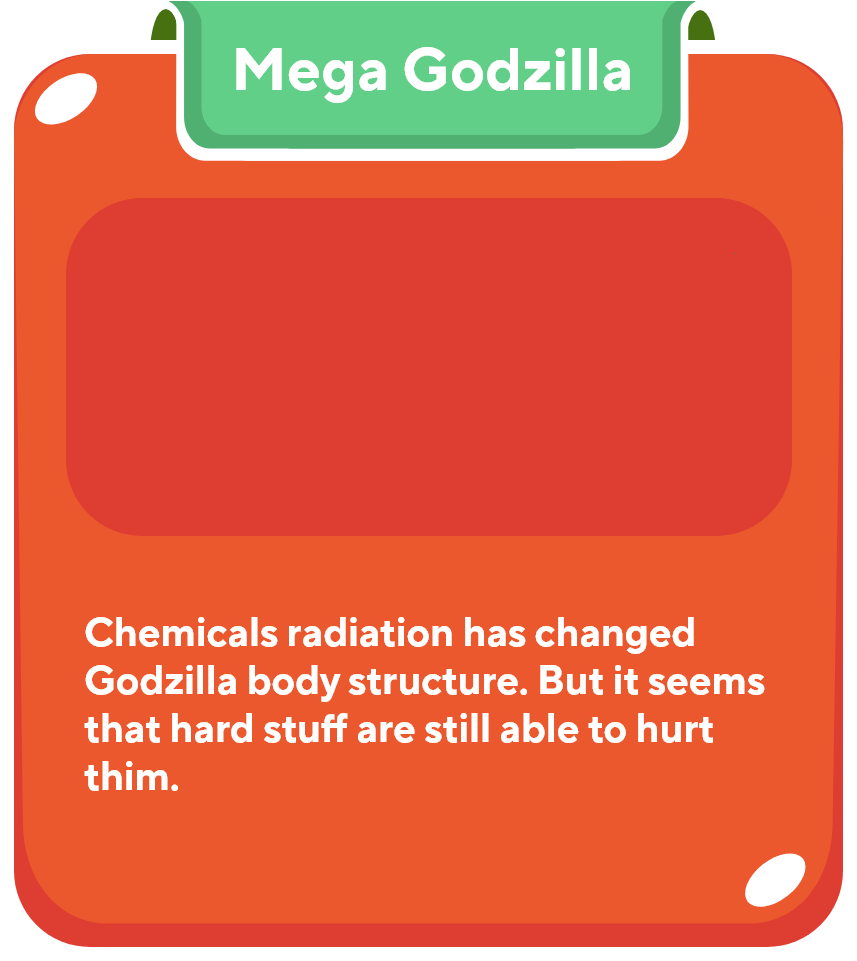 Mega Godzilla
Chemicals radiation has changed
Godzilla body structure. But it seems
that hard stuff are still able to hurt
thim.